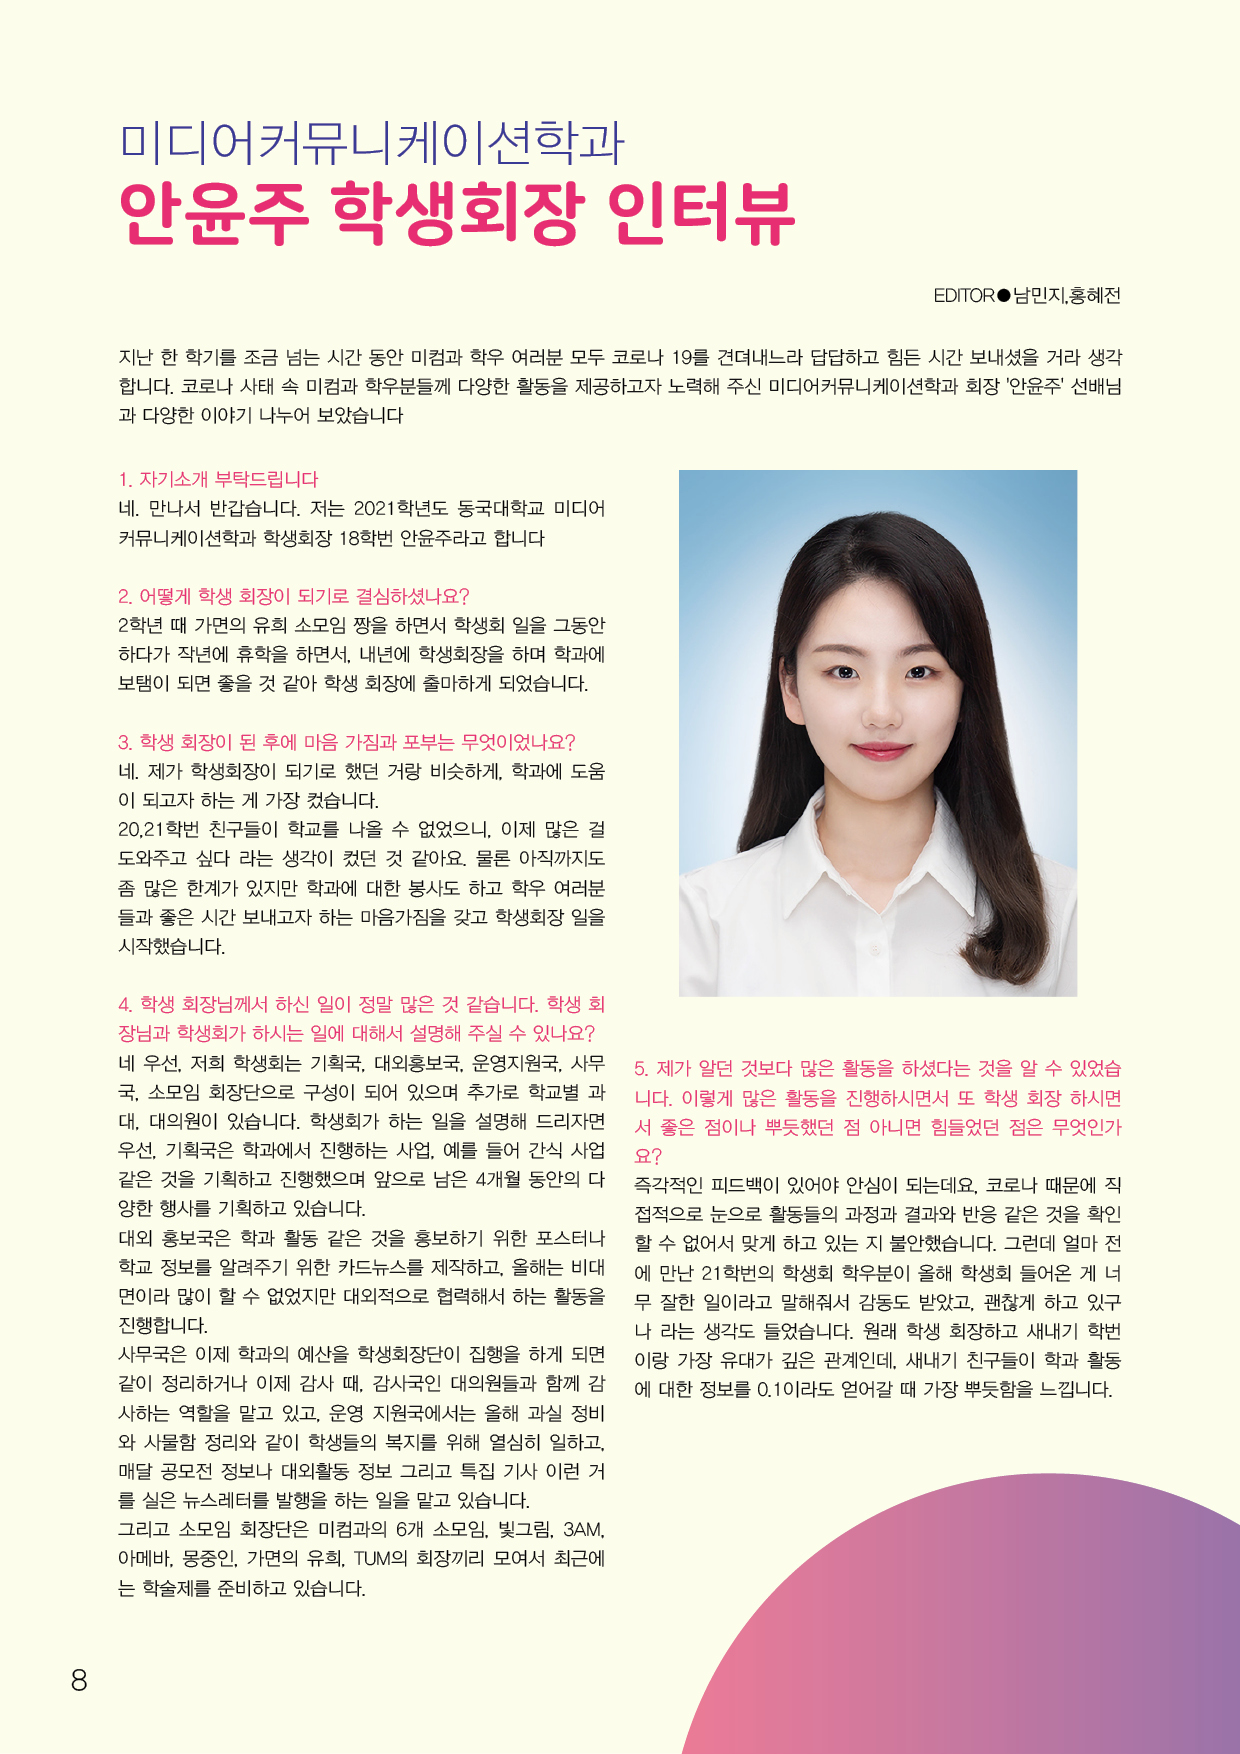 미디어커뮤니케이션학과
안윤주 학생회장 인터뷰
EDITOR●남민지,홍혜전
지난 한 학기를 조금 넘는 시간 동안 미컴과 학우 여러분 모두 코로나 19를 견뎌내느라 답답하고 힘든 시간 보내셨을 거라 생각
합니다. 코로나 사태 속 미컴과 학우분들께 다양한 활동을 제공하고자 노력해 주신 미디어커뮤니케이션학과 회장 '안윤주' 선배님
과 다양한 이야기 나누어 보았습니다
1. 자기소개 부탁드립니다
네. 만나서 반갑습니다. 저는 2021학년도 동국대학교 미디어
커뮤니케이션학과 학생회장 18학번 안윤주라고 합니다
2. 어떻게 학생 회장이 되기로 결심하셨나요?
2학년 때 가면의 유희 소모임 짱을 하면서 학생회 일을 그동안
하다가 작년에 휴학을 하면서, 내년에 학생회장을 하며 학과에
보탬이 되면 좋을 것 같아 학생 회장에 출마하게 되었습니다.
3. 학생 회장이 된 후에 마음 가짐과 포부는 무엇이었나요?
네. 제가 학생회장이 되기로 했던 거랑 비슷하게, 학과에 도움
이 되고자 하는 게 가장 컸습니다.
20,21학번 친구들이 학교를 나올 수 없었으니, 이제 많은 걸
도와주고 싶다 라는 생각이 컸던 것 같아요. 물론 아직까지도
좀 많은 한계가 있지만 학과에 대한 봉사도 하고 학우 여러분
들과 좋은 시간 보내고자 하는 마음가짐을 갖고 학생회장 일을
시작했습니다.
4. 학생 회장님께서 하신 일이 정말 많은 것 같습니다. 학생 회
장님과 학생회가 하시는 일에 대해서 설명해 주실 수 있나요?
네 우선, 저희 학생회는 기획국, 대외홍보국, 운영지원국, 사무
국, 소모임 회장단으로 구성이 되어 있으며 추가로 학교별 과
대, 대의원이 있습니다. 학생회가 하는 일을 설명해 드리자면
우선, 기획국은 학과에서 진행하는 사업, 예를 들어 간식 사업
같은 것을 기획하고 진행했으며 앞으로 남은 4개월 동안의 다
양한 행사를 기획하고 있습니다.
대외 홍보국은 학과 활동 같은 것을 홍보하기 위한 포스터나
학교 정보를 알려주기 위한 카드뉴스를 제작하고, 올해는 비대
면이라 많이 할 수 없었지만 대외적으로 협력해서 하는 활동을
진행합니다.
사무국은 이제 학과의 예산을 학생회장단이 집행을 하게 되면
같이 정리하거나 이제 감사 때, 감사국인 대의원들과 함께 감
사하는 역할을 맡고 있고, 운영 지원국에서는 올해 과실 정비
와 사물함 정리와 같이 학생들의 복지를 위해 열심히 일하고,
매달 공모전 정보나 대외활동 정보 그리고 특집 기사 이런 거
를 실은 뉴스레터를 발행을 하는 일을 맡고 있습니다.
그리고 소모임 회장단은 미컴과의 6개 소모임, 빛그림, 3AM,
아메바, 몽중인, 가면의 유희, TUM의 회장끼리 모여서 최근에
는 학술제를 준비하고 있습니다.
5. 제가 알던 것보다 많은 활동을 하셨다는 것을 알 수 있었습
니다. 이렇게 많은 활동을 진행하시면서 또 학생 회장 하시면
서 좋은 점이나 뿌듯했던 점 아니면 힘들었던 점은 무엇인가
요?
즉각적인 피드백이 있어야 안심이 되는데요, 코로나 때문에 직
접적으로 눈으로 활동들의 과정과 결과와 반응 같은 것을 확인
할 수 없어서 맞게 하고 있는 지 불안했습니다. 그런데 얼마 전
에 만난 21학번의 학생회 학우분이 올해 학생회 들어온 게 너
무 잘한 일이라고 말해줘서 감동도 받았고, 괜찮게 하고 있구
나 라는 생각도 들었습니다. 원래 학생 회장하고 새내기 학번
이랑 가장 유대가 깊은 관계인데, 새내기 친구들이 학과 활동
에 대한 정보를 0.1이라도 얻어갈 때 가장 뿌듯함을 느낍니다.
8